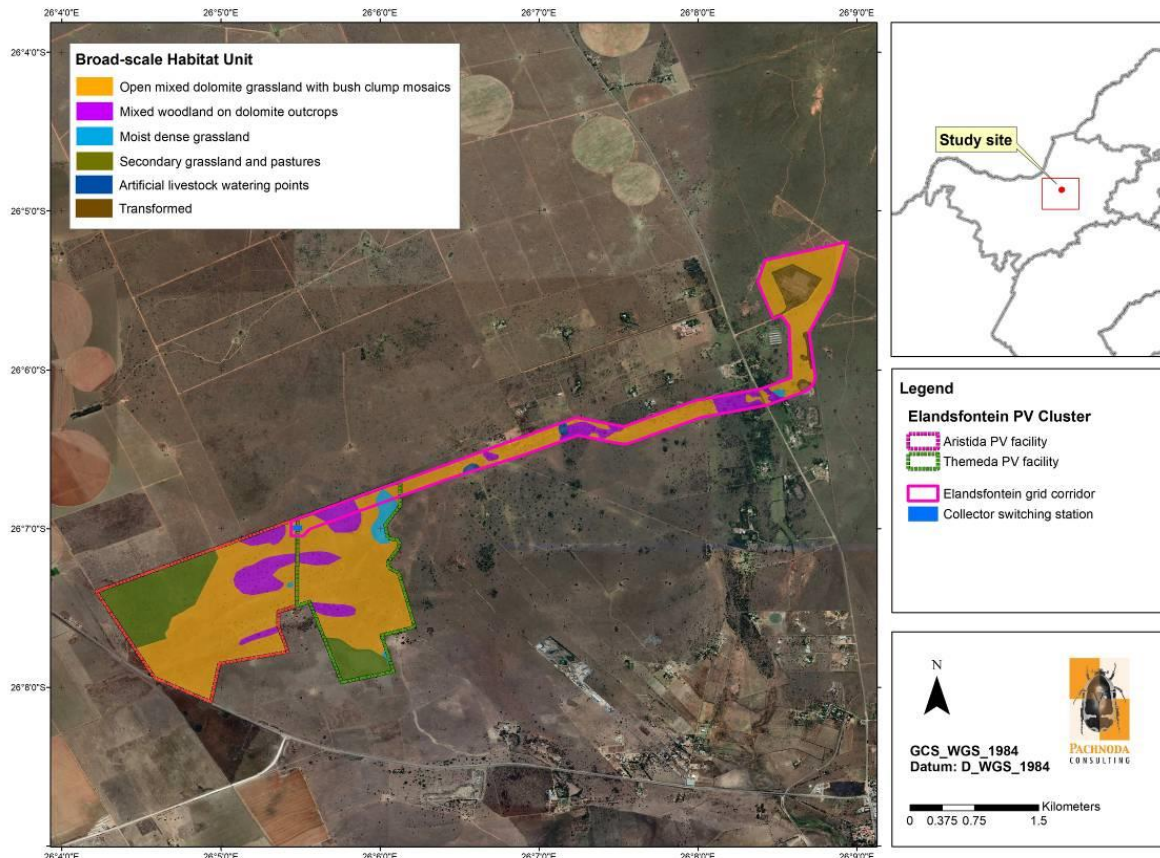 26°4'0"E 26°5'0"E 26°6'0"E 26°7'0"E 26°8'0"E 26°9'0"E
26°4'0"S
26°5'0"S
26°6'0"S
26°7'0"S
26°8'0"S
Broad-scale Habitat Unit
Open mixed dolomite grassland with bush clump mosaics
Mixed woodland on dolomite outcrops
Moist dense grassland
Secondary grassland and pastures
Artificial livestock watering points
Transformed
26°4'0"E 26°5'0"E 26°6'0"E 26°7'0"E 26°8'0"E 26°9'0"E
Study site
Legend
Elandsfontein PV Cluster
Aristida PV facility
Themeda PV facility
Elandsfontein grid corridor
Collector switching station
N
GCS_WGS_1984
Datum: D_WGS_1984
PACHNODA
CONSULTING
Kilometers
0 0.375 0.75 1.5